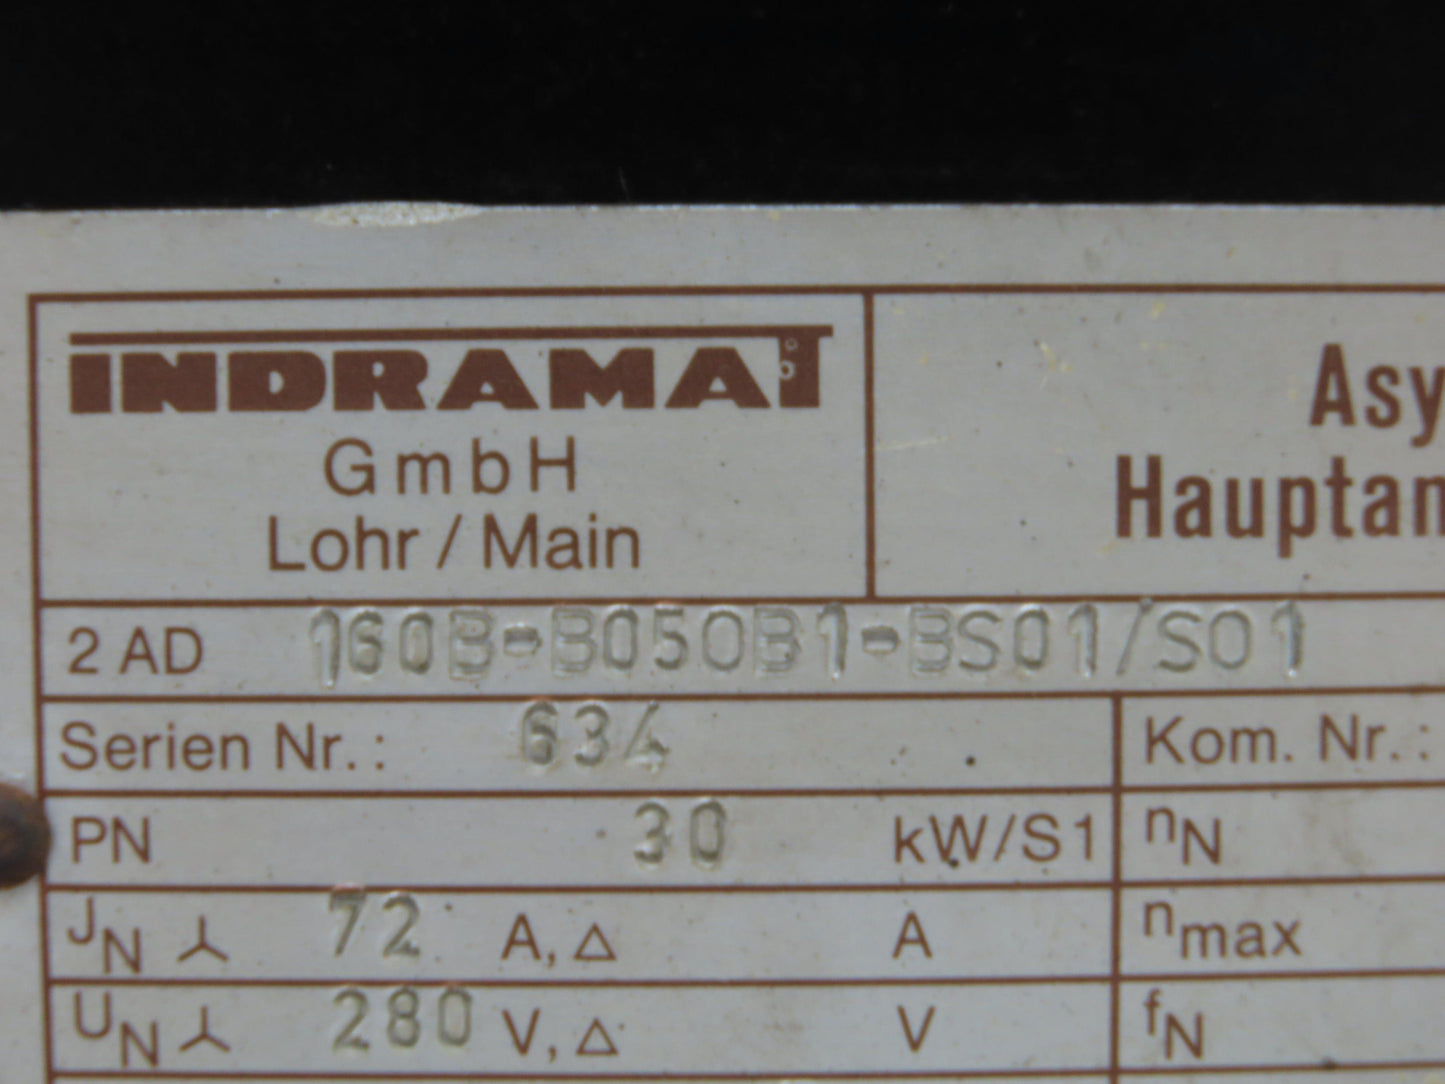 INDRAMAT
GmbH
Lohr / Main
Asy
Hauptan
2 AD 160B-B050B1-BS01/S01
Serien Nr.: 634
Kom. Nr.:
PN 30 kW/S1
nN
JN ⅄ 72 A, △ A
nmax
UN ⅄ 280 V, △ V
fN